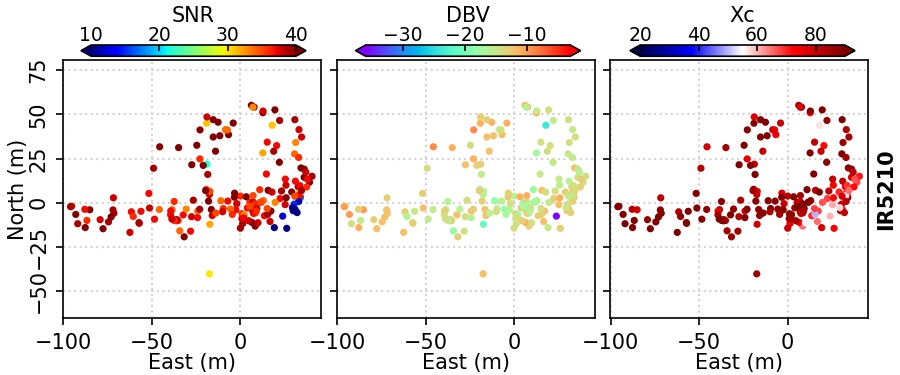 SNR DBV Xc
10 20 30 40 −30 −20 −10 20 40 60 80
75
50
25
0
−25
−50
North (m)
IR5210
−100 −50 0 −100 −50 0 −100 −50 0
East (m) East (m) East (m)